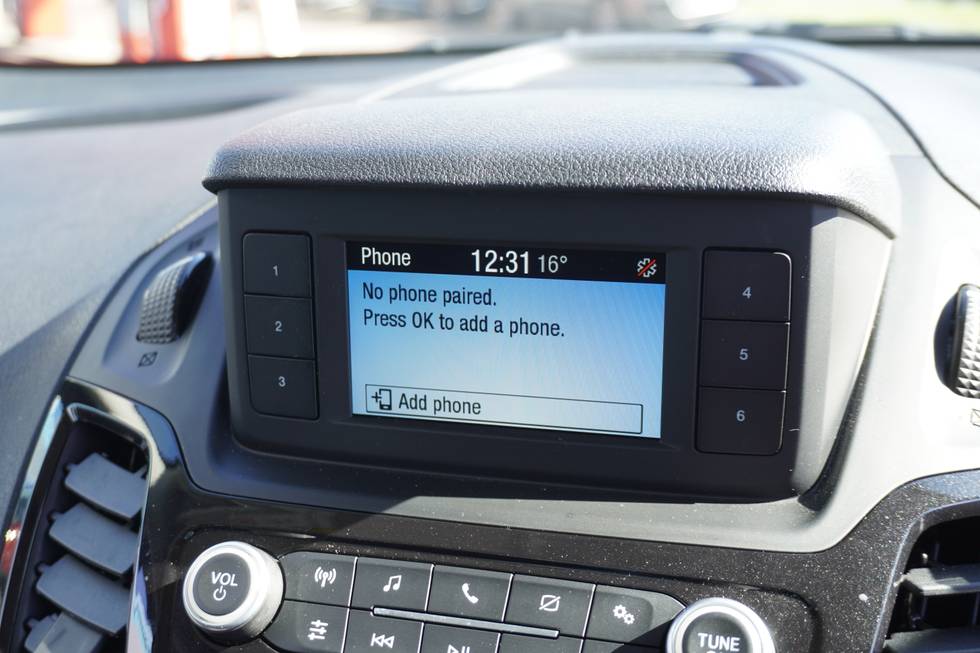 Phone 12:31 16°
No phone paired.
Press OK to add a phone.
Add phone
1
2
3
4
5
6
VOL
TUNE